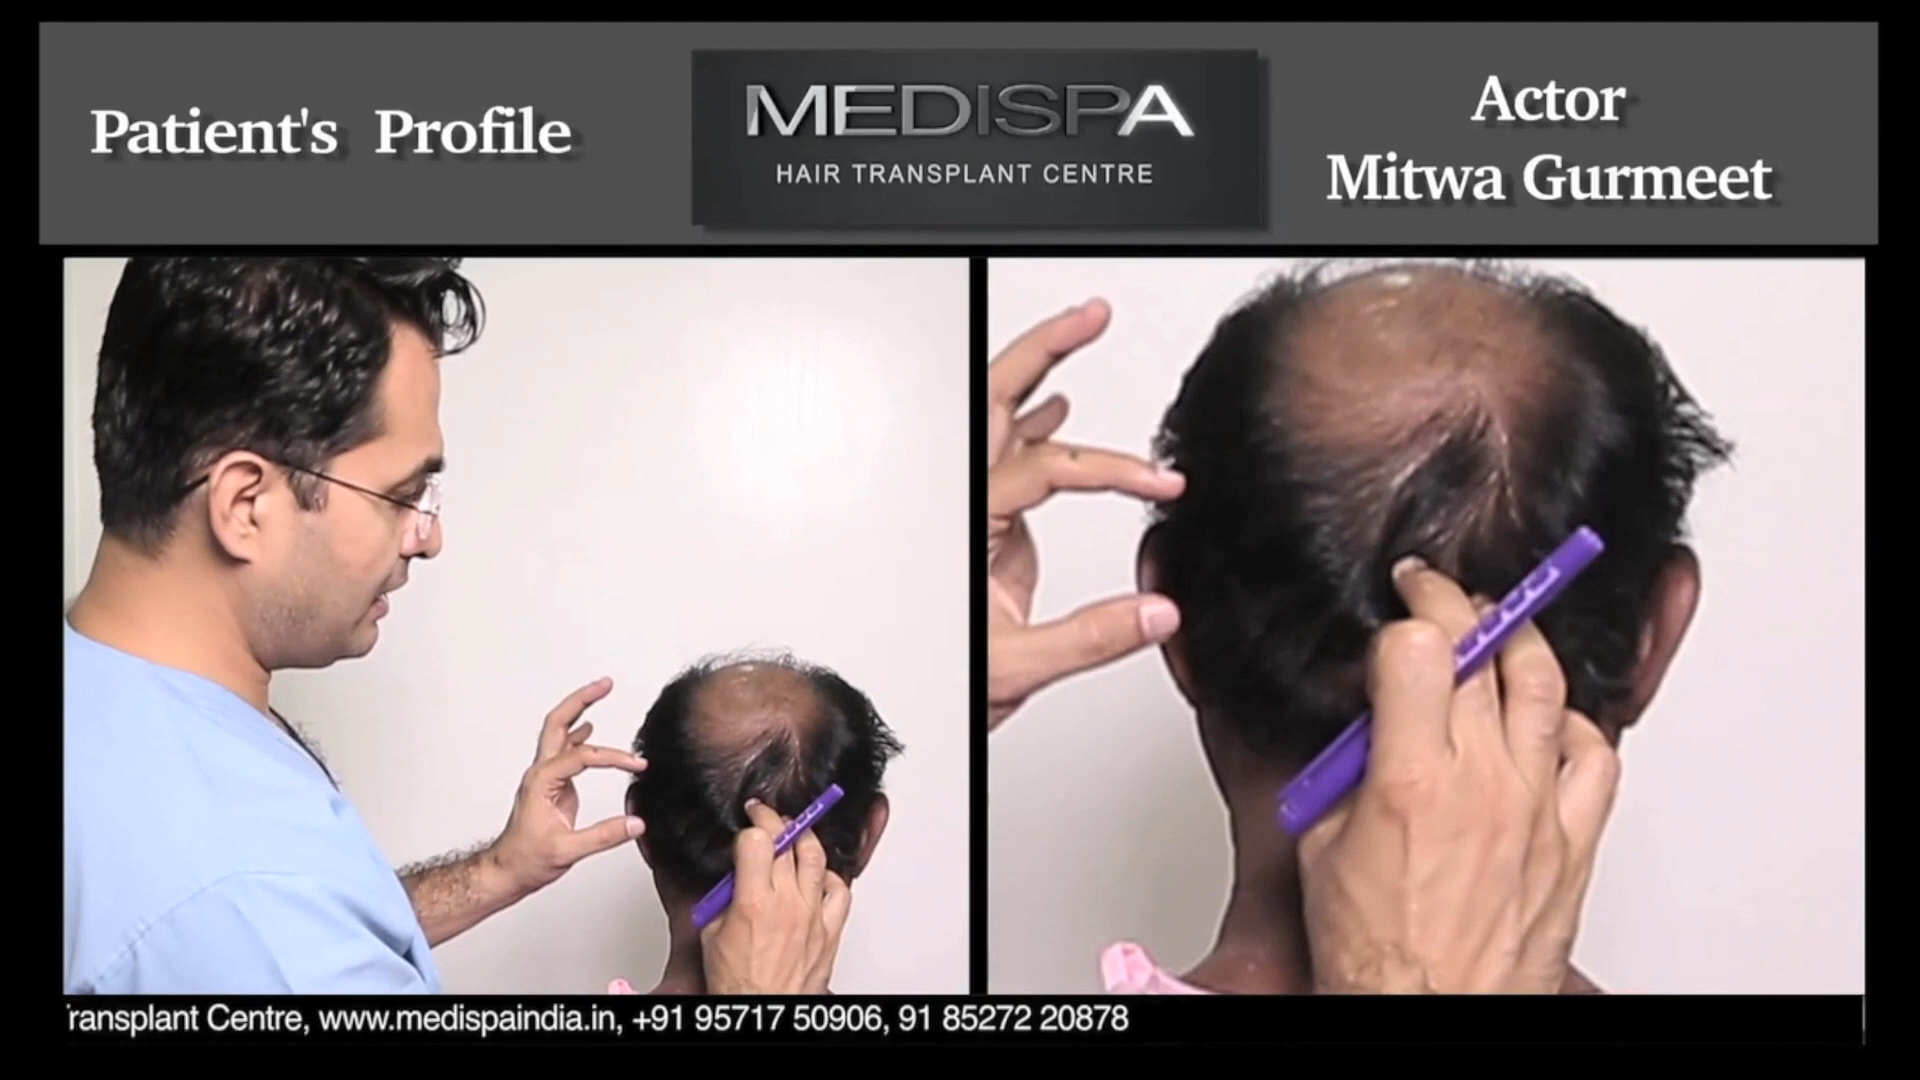 Patient's Profile
MEDISPA
HAIR TRANSPLANT CENTRE
Actor
Mitwa Gurmeet
ransplant Centre, www.medispaindia.in, +91 95717 50906, 91 85272 20878